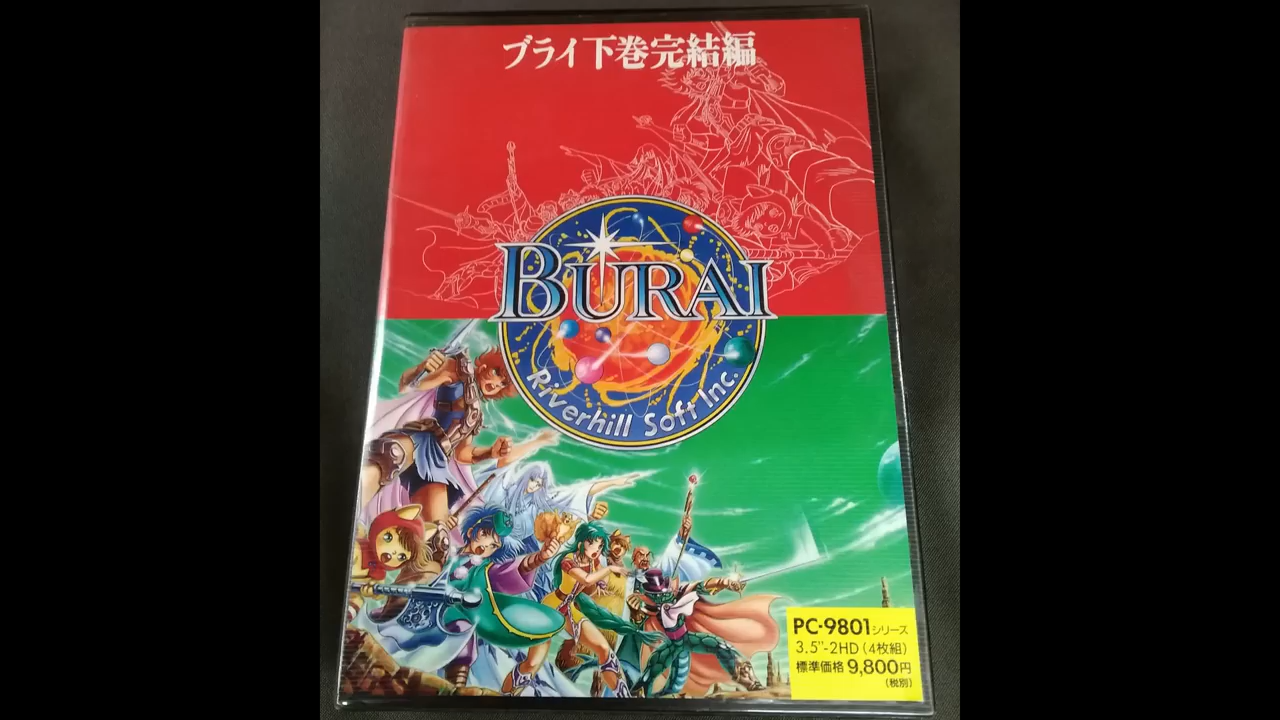 ブライ下巻完結編
BURAI
Riverhill Soft Inc.
PC-9801シリーズ
3.5"-2HD(4枚組)
標準価格9,800円
(税別)